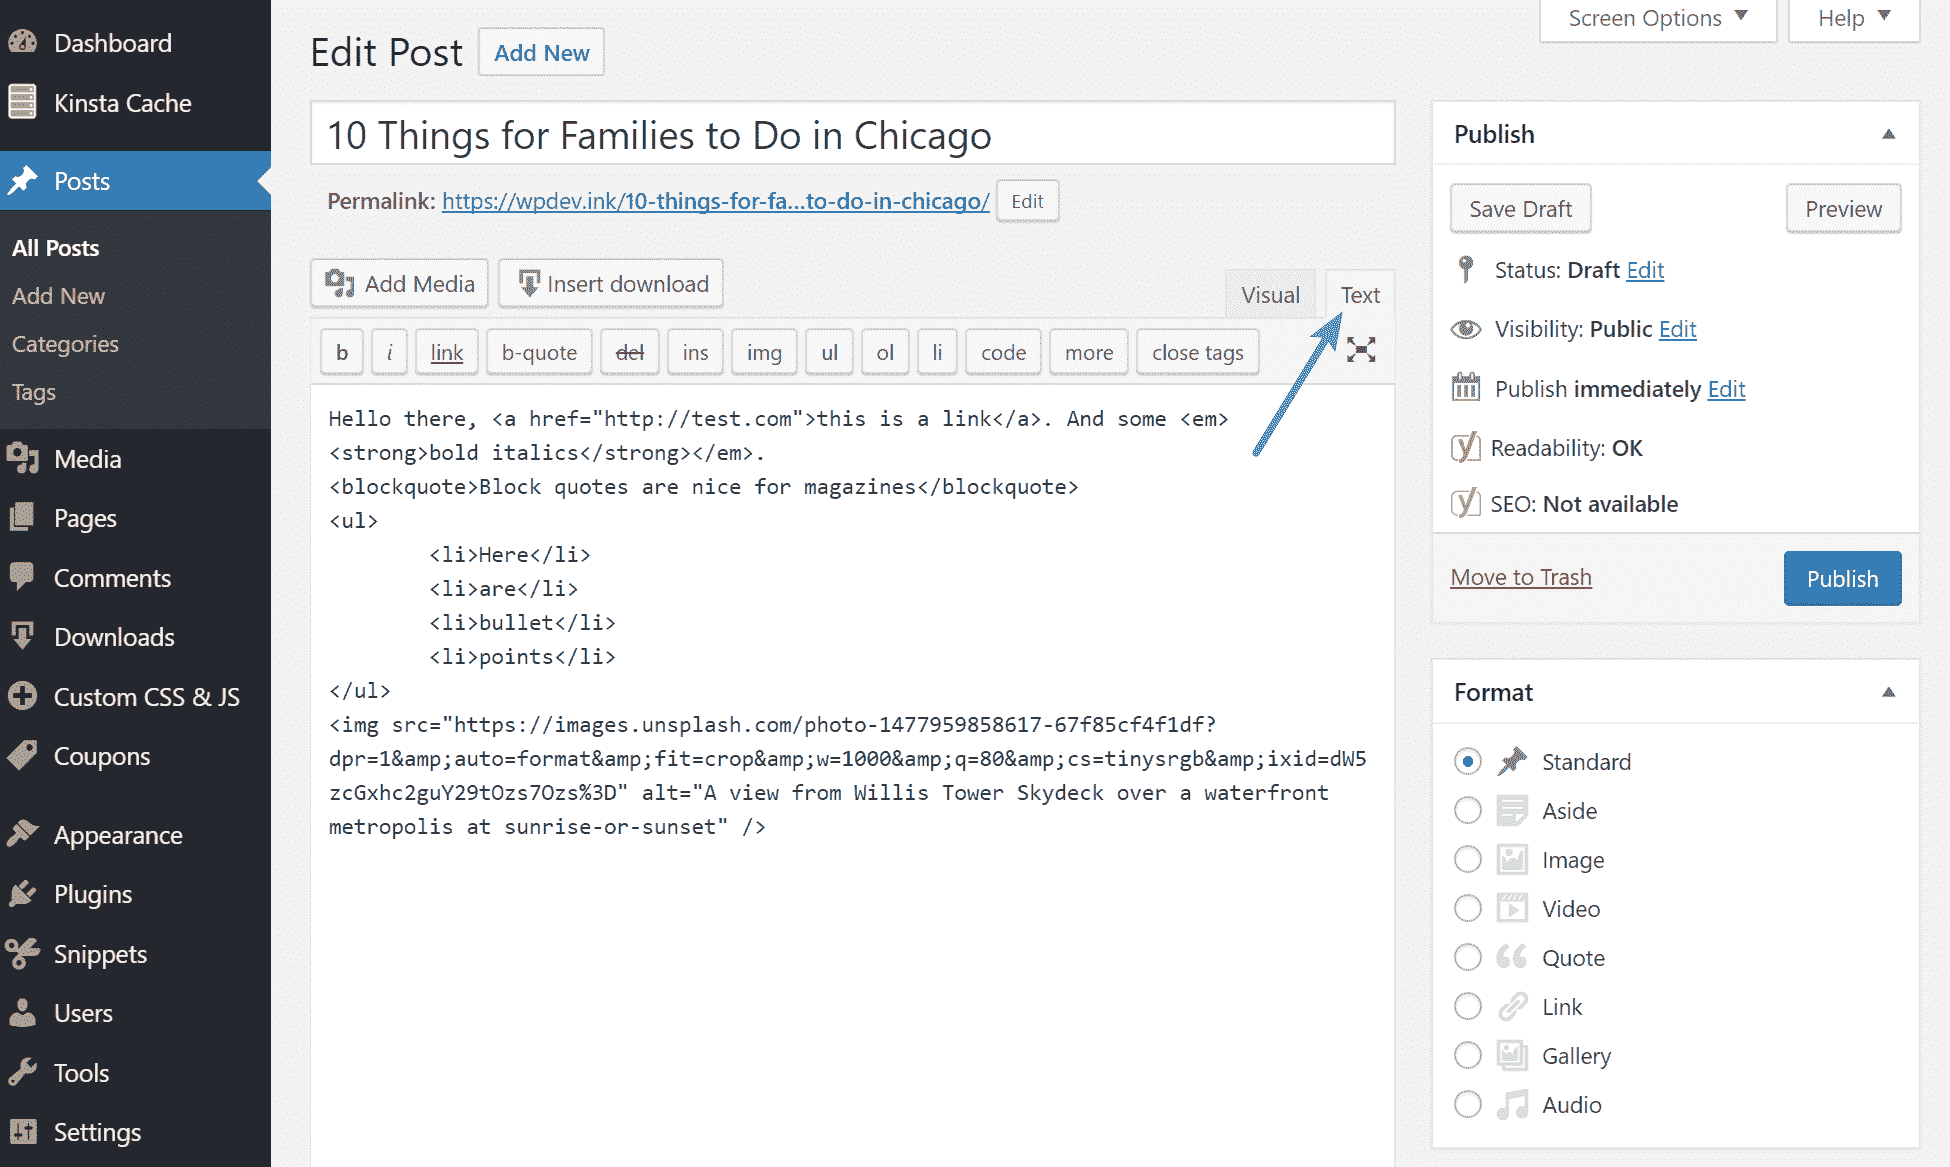 Dashboard
Kinsta Cache
Posts
All Posts
Add New
Categories
Tags
Media
Pages
Comments
Downloads
Custom CSS & JS
Coupons
Appearance
Plugins
Snippets
Users
Tools
Settings
Screen Options
Help
Edit Post
Add New
10 Things for Families to Do in Chicago
Permalink: https://wpdev.ink/10-things-for-fa...to-do-in-chicago/ Edit
Add Media
Insert download
Visual
Text
b
i
link
b-quote
del
ins
img
ul
ol
li
code
more
close tags
Hello there, <a href="http://test.com">this is a link</a>. And some <em>
<strong>bold italics</strong></em>.
<blockquote>Block quotes are nice for magazines</blockquote>
<ul>
<li>Here</li>
<li>are</li>
<li>bullet</li>
<li>points</li>
</ul>
<img src="https://images.unsplash.com/photo-1477959858617-67f85cf4f1df?
dpr=1&amp;auto=format&amp;fit=crop&amp;w=1000&amp;q=80&amp;cs=tinysrgb&amp;ixid=dW5
zcGxhc2guY29tOzs7Ozs%3D" alt="A view from Willis Tower Skydeck over a waterfront
metropolis at sunrise-or-sunset" />
Publish
Save Draft
Preview
Status: Draft Edit
Visibility: Public Edit
Publish immediately Edit
Readability: OK
SEO: Not available
Move to Trash
Publish
Format
Standard
Aside
Image
Video
Quote
Link
Gallery
Audio